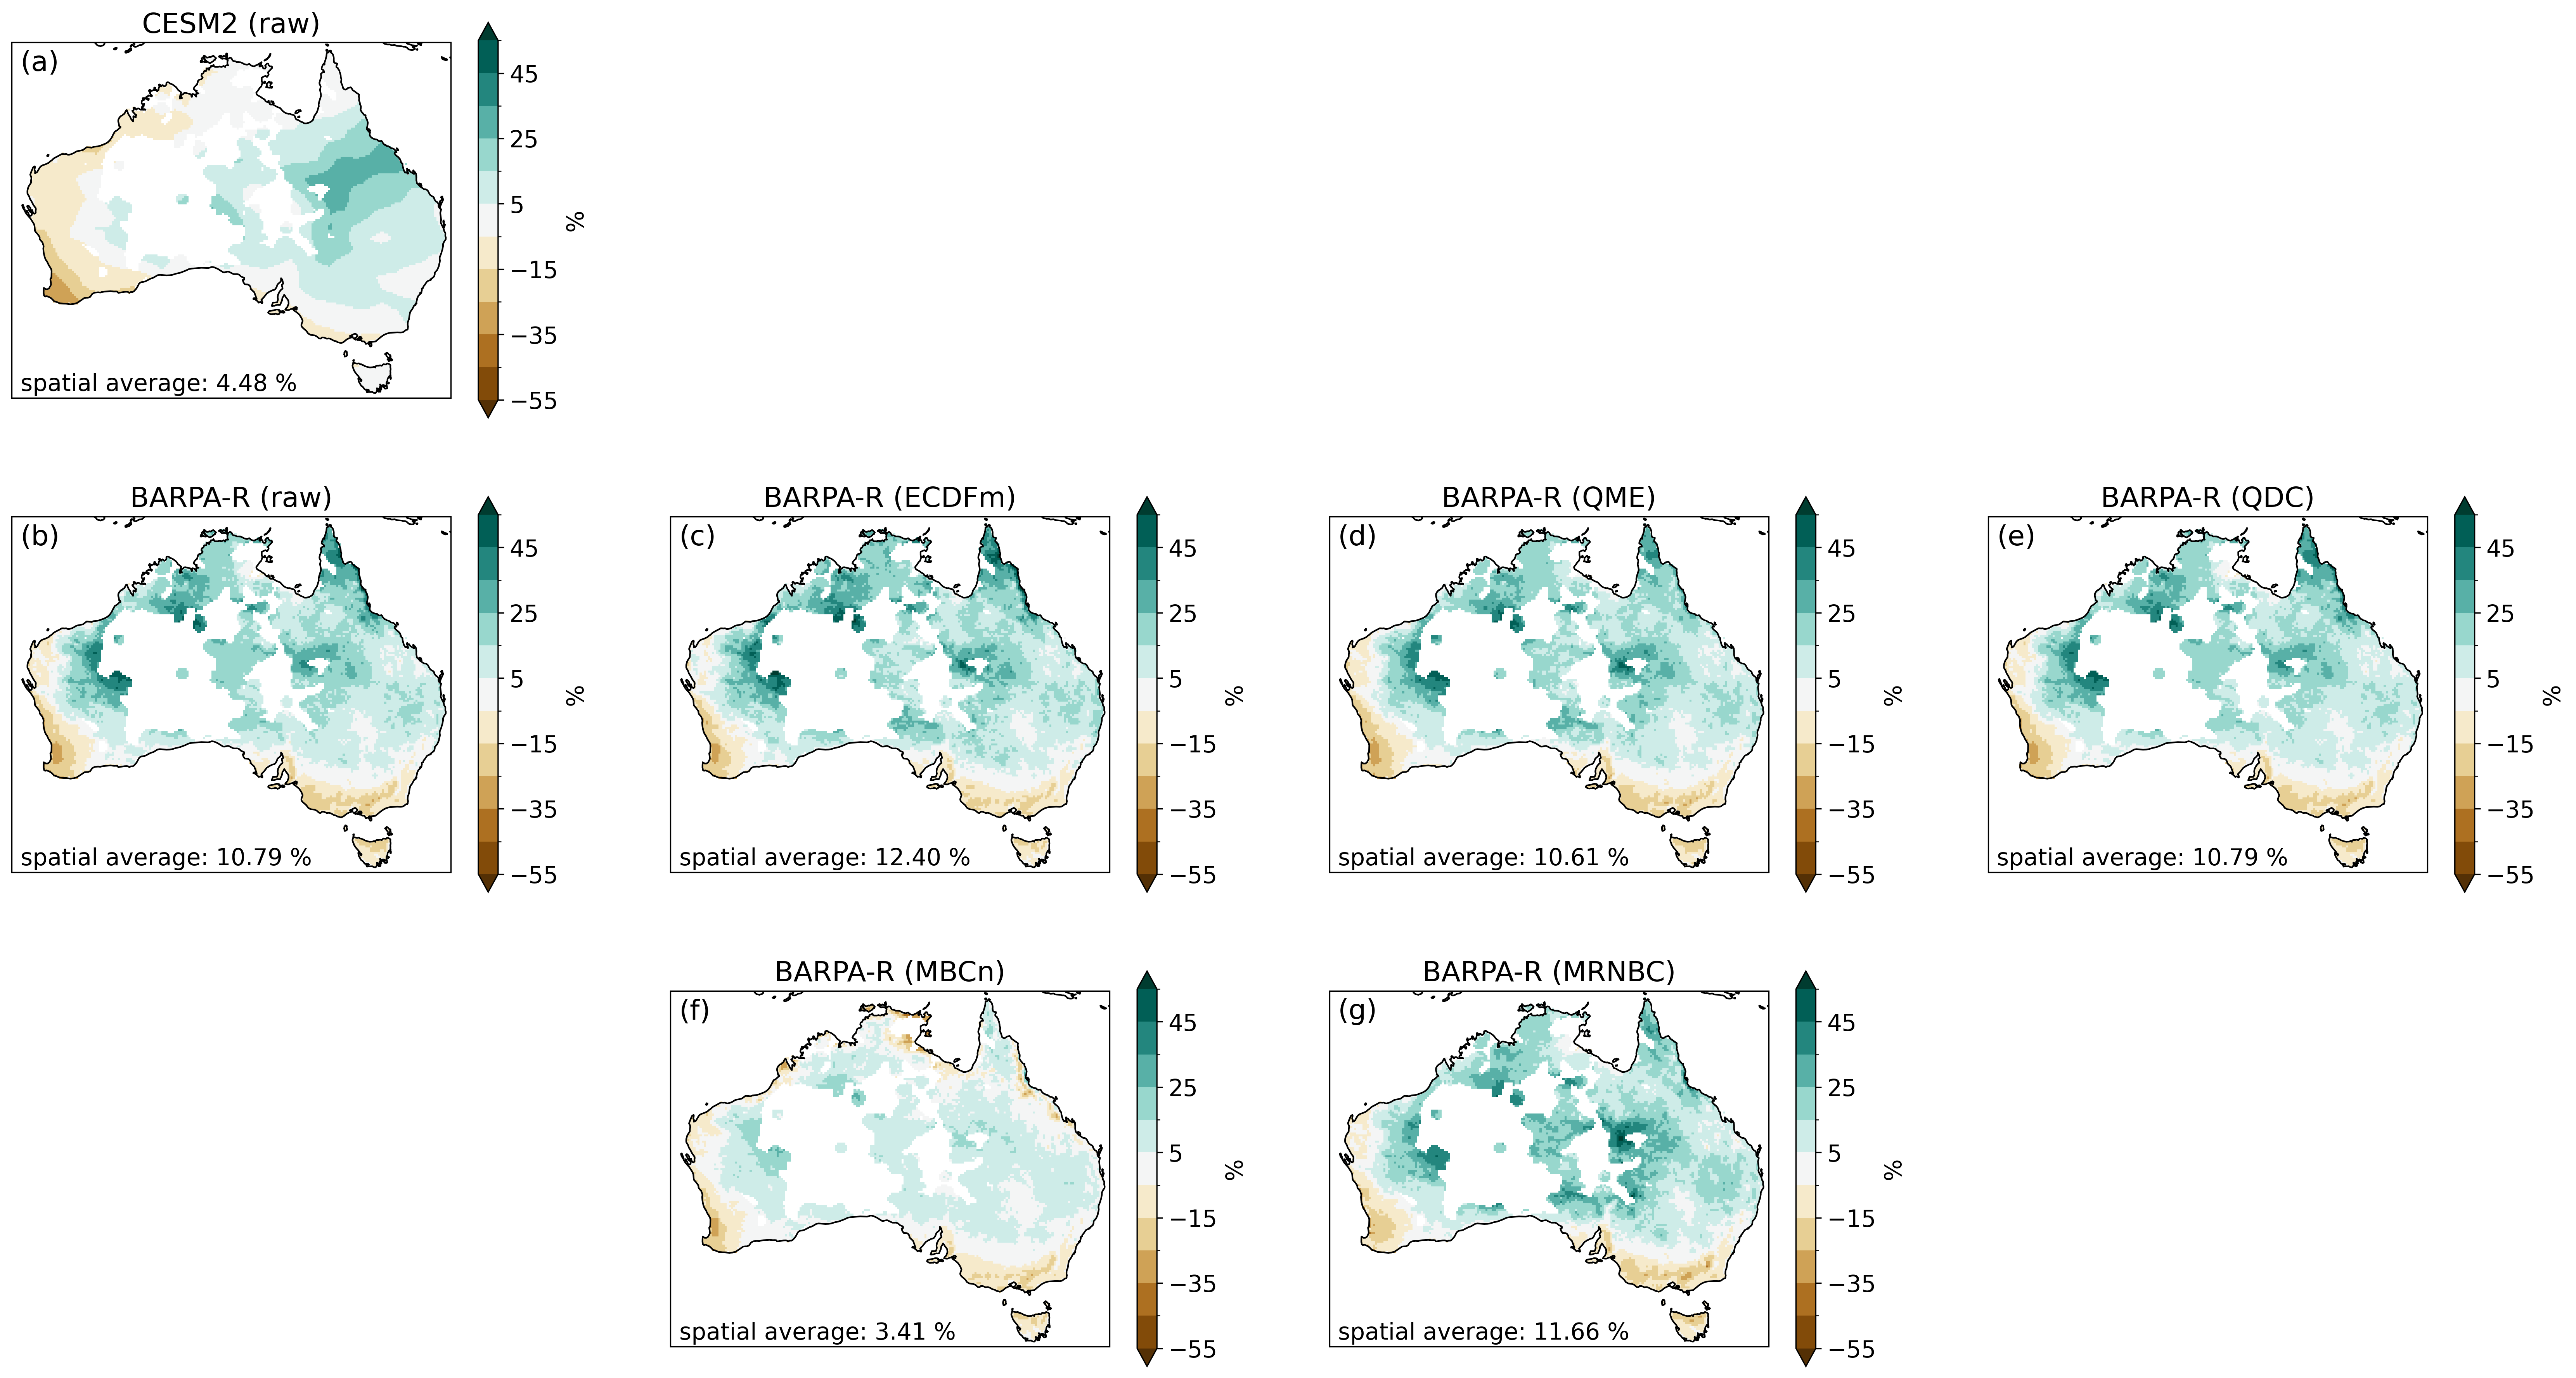 CESM2 (raw)
(a)
45
25
5
−15
−35
−55
%
spatial average: 4.48 %
BARPA-R (raw)
(b)
45
25
5
−15
−35
−55
%
spatial average: 10.79 %
BARPA-R (ECDFm)
(c)
45
25
5
−15
−35
−55
%
spatial average: 12.40 %
BARPA-R (QME)
(d)
45
25
5
−15
−35
−55
%
spatial average: 10.61 %
BARPA-R (QDC)
(e)
45
25
5
−15
−35
−55
%
spatial average: 10.79 %
BARPA-R (MBCn)
(f)
45
25
5
−15
−35
−55
%
spatial average: 3.41 %
BARPA-R (MRNBC)
(g)
45
25
5
−15
−35
−55
%
spatial average: 11.66 %